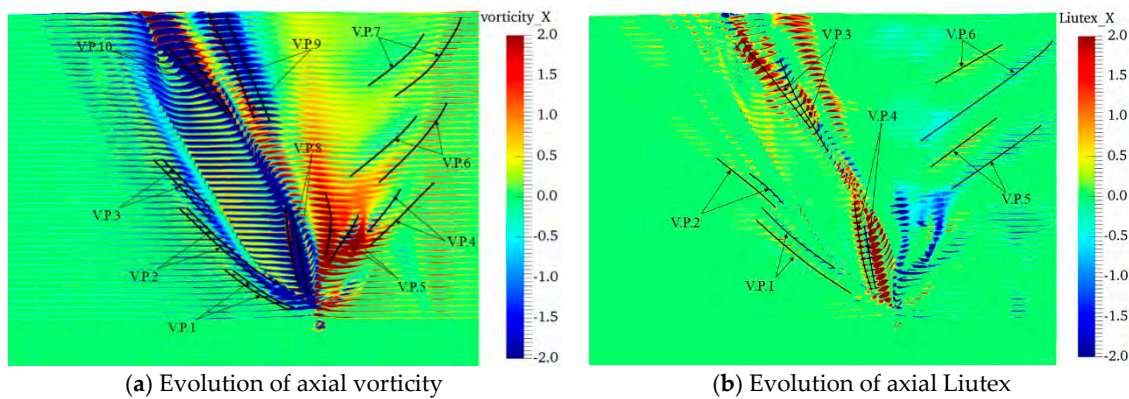 vorticity_X
2.0
1.5
1.0
0.5
0.0
-0.5
-1.0
-1.5
-2.0
V.P.10
V.P.9
V.P.7
V.P.8
V.P.6
V.P.3
V.P.4
V.P.2
V.P.5
V.P.1
(a) Evolution of axial vorticity
Liutex_X
2.0
1.5
1.0
0.5
0.0
-0.5
-1.0
-1.5
-2.0
V.P.3
V.P.6
V.P.4
V.P.5
V.P.2
V.P.1
(b) Evolution of axial Liutex